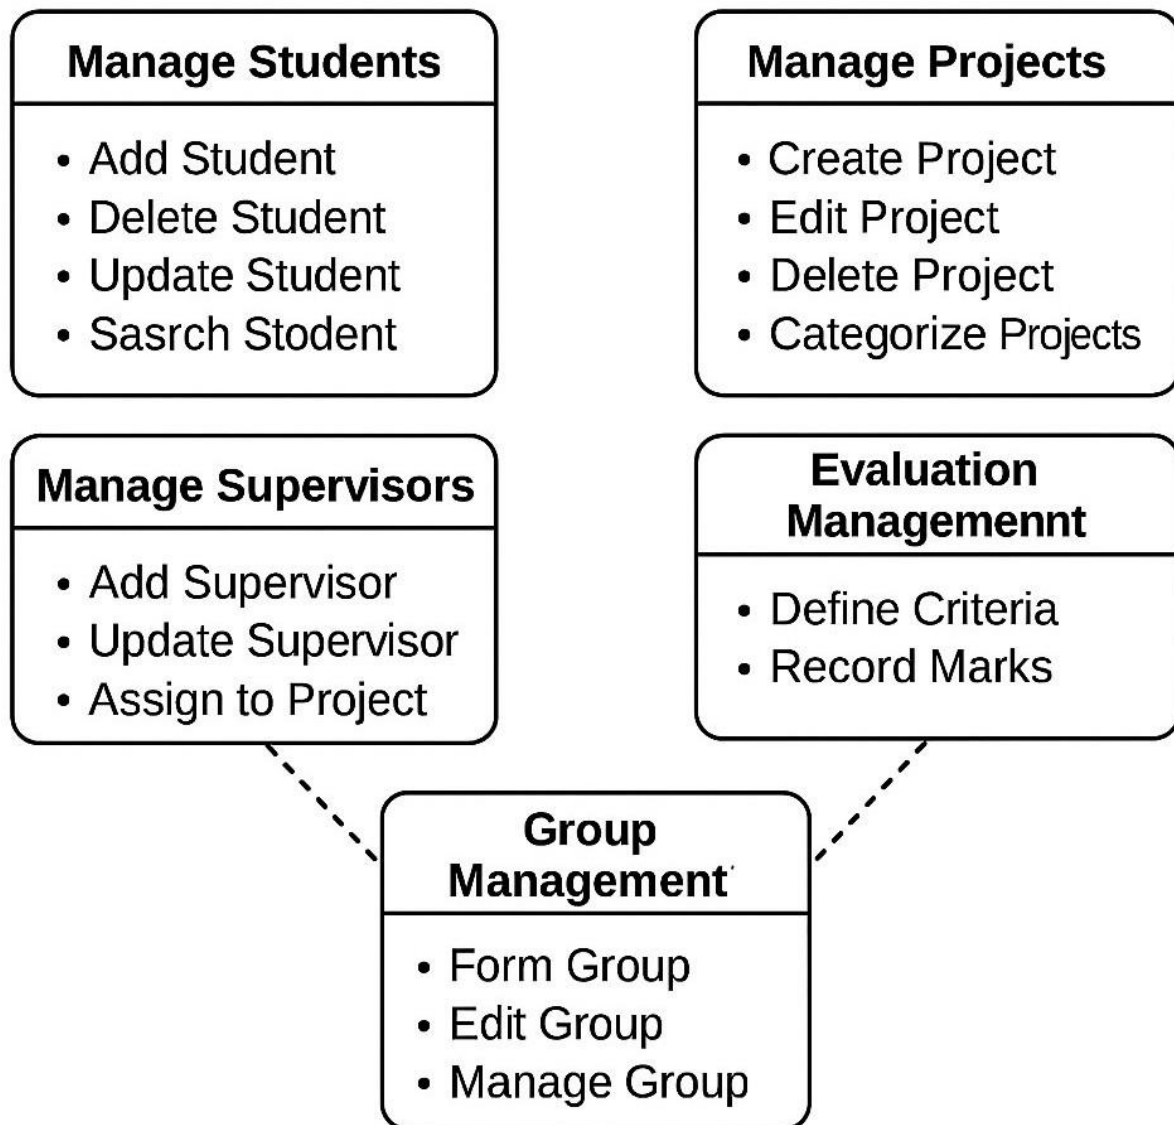 Manage Students
• Add Student
• Delete Student
• Update Student
• Sasrch Stodent
Manage Projects
• Create Project
• Edit Project
• Delete Project
• Categorize Projects
Manage Supervisors
• Add Supervisor
• Update Supervisor
• Assign to Project
Evaluation
Managemennt
• Define Criteria
• Record Marks
Group
Management
• Form Group
• Edit Group
• Manage Group